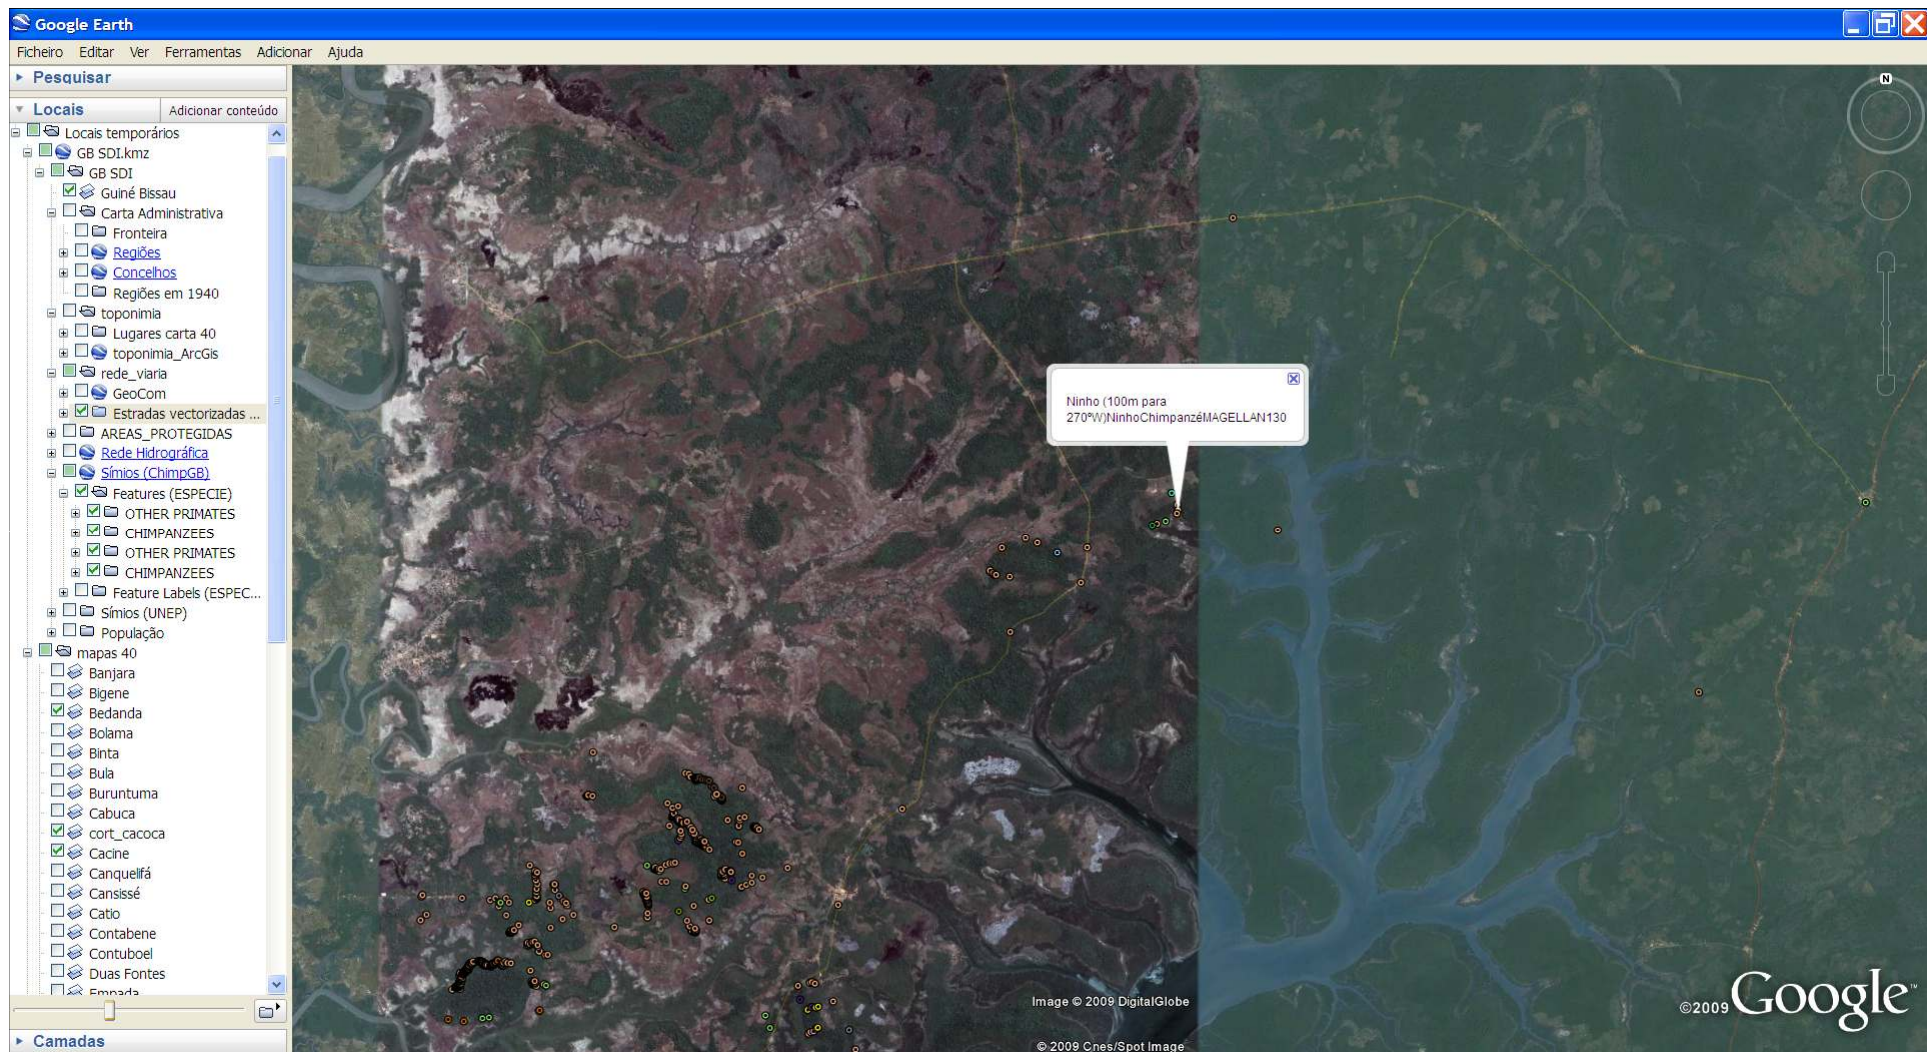 Google Earth
Ficheiro Editar Ver Ferramentas Adicionar Ajuda
Pesquisar
Locais Adicionar conteúdo
Locais temporários
GB SDI.kmz
GB SDI
Guiné Bissau
Carta Administrativa
Fronteira
Regiões
Concelhos
Regiões em 1940
toponimia
Lugares carta 40
toponimia_ArcGis
rede_viaria
GeoCom
Estradas vectorizadas ...
AREAS_PROTEGIDAS
Rede Hidrográfica
Símios (ChimpGB)
Features (ESPECIE)
OTHER PRIMATES
CHIMPANZEES
OTHER PRIMATES
CHIMPANZEES
Feature Labels (ESPEC...
Símios (UNEP)
População
mapas 40
Banjara
Bigene
Bedanda
Bolama
Binta
Bula
Buruntuma
Cabuca
cort_cacoca
Cacine
Canquelifá
Cansissé
Catio
Contabene
Contuboel
Duas Fontes
Empada
Camadas
N
Ninho (100m para
270ºW)NinhoChimpanzéMAGELLAN130
Image © 2009 DigitalGlobe
© 2009 Cnes/Spot Image
©2009 Google™